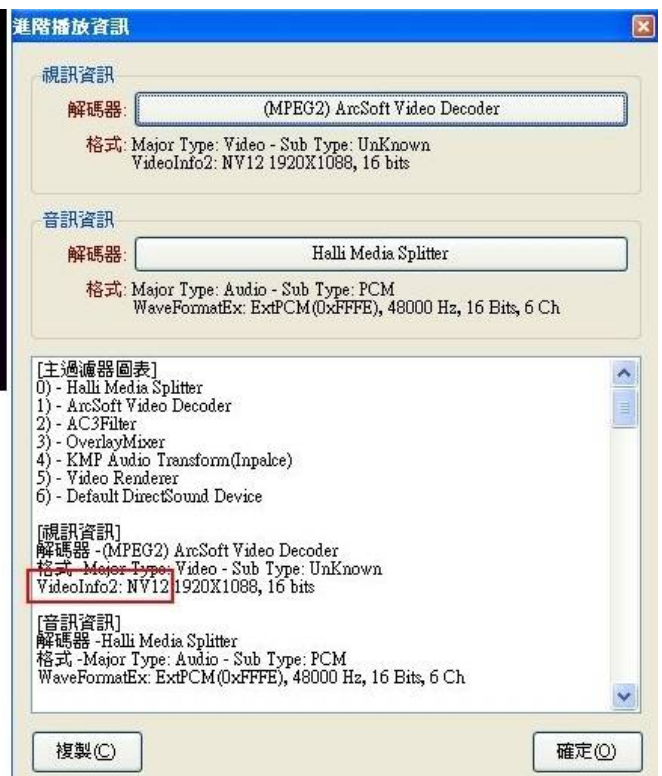 進階播放資訊
視訊資訊
解碼器: (MPEG2) ArcSoft Video Decoder
格式: Major Type: Video - Sub Type: UnKnown
VideoInfo2: NV12 1920X1088, 16 bits
音訊資訊
解碼器: Halli Media Splitter
格式: Major Type: Audio - Sub Type: PCM
WaveFormatEx: ExtPCM(0xFFFE), 48000 Hz, 16 Bits, 6 Ch
[主過濾器圖表]
0) - Halli Media Splitter
1) - ArcSoft Video Decoder
2) - AC3Filter
3) - OverlayMixer
4) - KMP Audio Transform(Inpalce)
5) - Video Renderer
6) - Default DirectSound Device
[視訊資訊]
解碼器 -(MPEG2) ArcSoft Video Decoder
格式 -Major Type: Video - Sub Type: UnKnown
VideoInfo2: NV12 1920X1088, 16 bits
[音訊資訊]
解碼器 -Halli Media Splitter
格式 -Major Type: Audio - Sub Type: PCM
WaveFormatEx: ExtPCM(0xFFFE), 48000 Hz, 16 Bits, 6 Ch
複製(C) 確定(O)